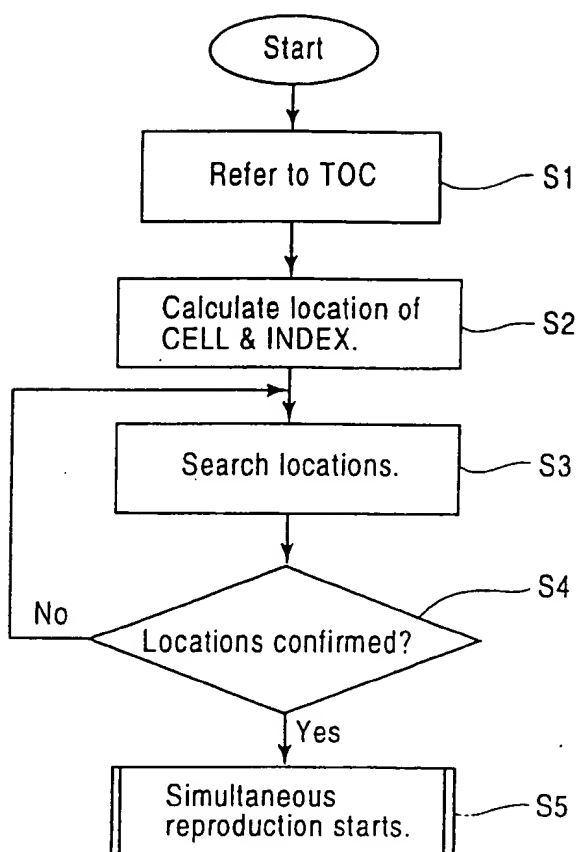 Start
Refer to TOC
S1
Calculate location of
CELL & INDEX.
S2
Search locations.
S3
S4
No
Locations confirmed?
Yes
Simultaneous
reproduction starts.
S5